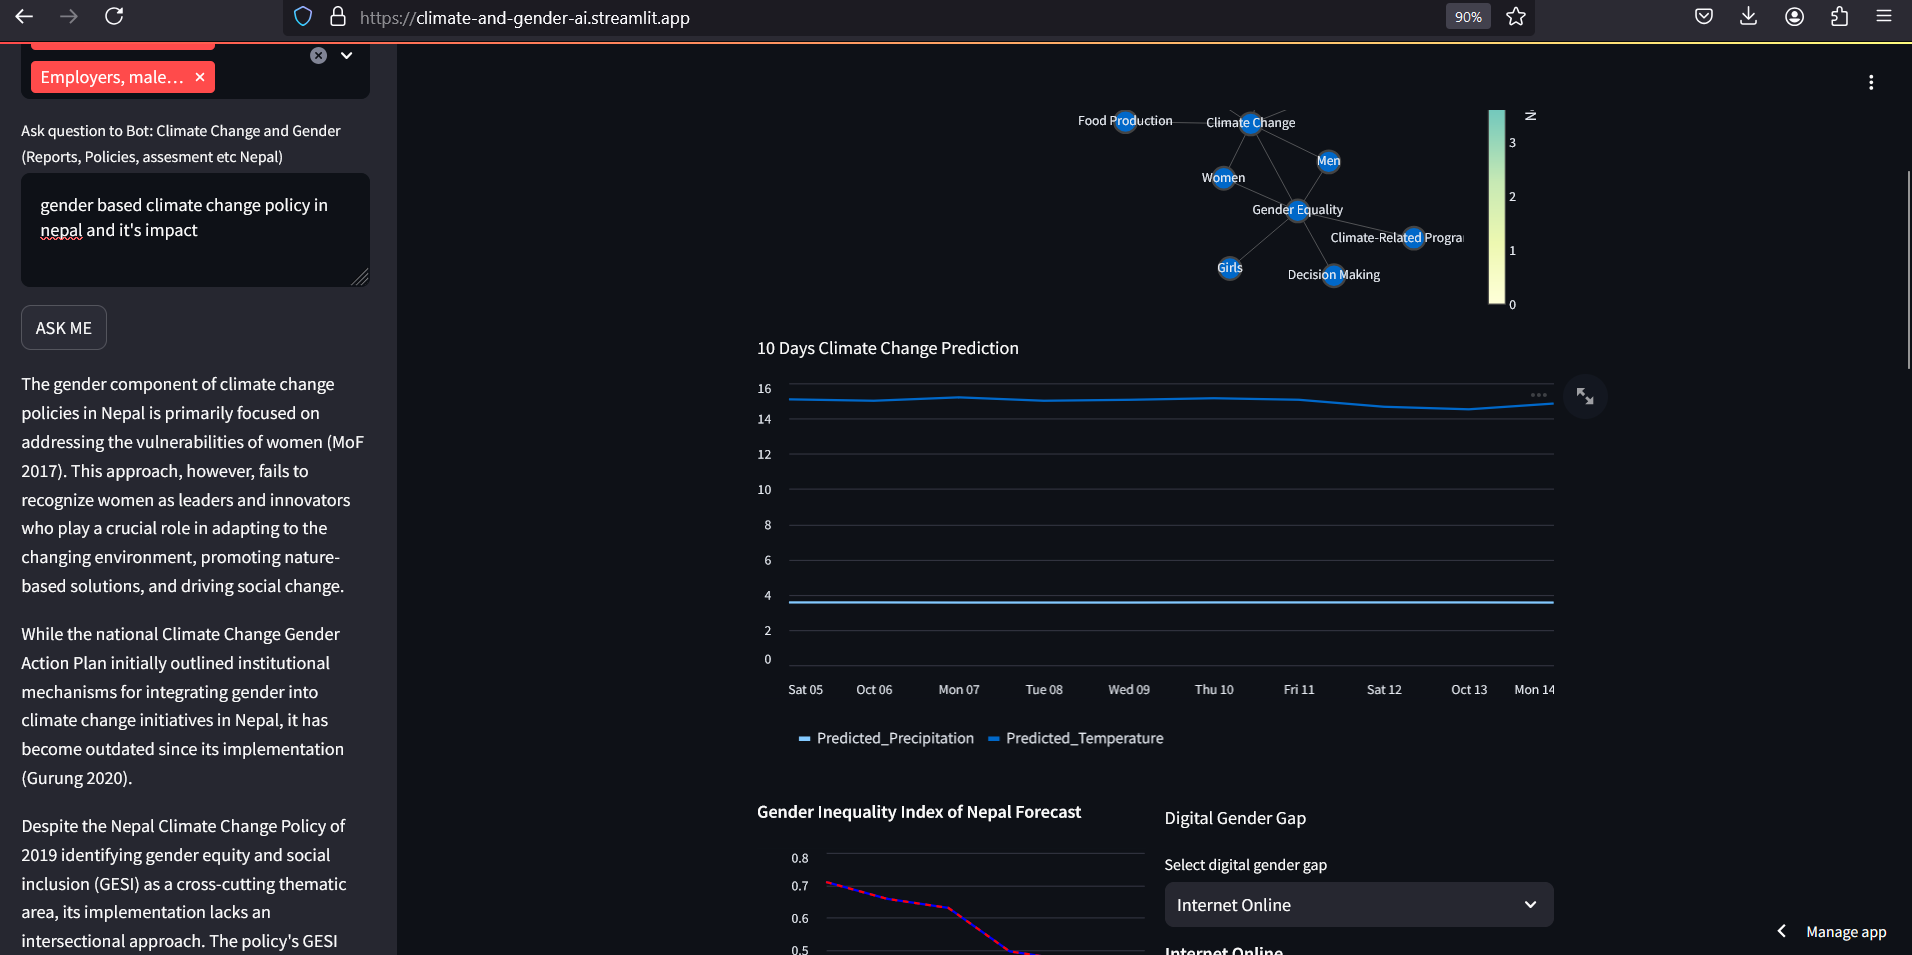 https://climate-and-gender-ai.streamlit.app
90%
Employers, male...
Ask question to Bot: Climate Change and Gender
(Reports, Policies, assesment etc Nepal)
gender based climate change policy in
nepal and it's impact
ASK ME
The gender component of climate change
policies in Nepal is primarily focused on
addressing the vulnerabilities of women (MoF
2017). This approach, however, fails to
recognize women as leaders and innovators
who play a crucial role in adapting to the
changing environment, promoting nature-
based solutions, and driving social change.
While the national Climate Change Gender
Action Plan initially outlined institutional
mechanisms for integrating gender into
climate change initiatives in Nepal, it has
become outdated since its implementation
(Gurung 2020).
Despite the Nepal Climate Change Policy of
2019 identifying gender equity and social
inclusion (GESI) as a cross-cutting thematic
area, its implementation lacks an
intersectional approach. The policy's GESI
Food Production
Climate Change
Men
Women
Gender Equality
Climate-Related Progra
Girls
Decision Making
3
2
1
0
10 Days Climate Change Prediction
16
14
12
10
8
6
4
2
0
Sat 05 Oct 06 Mon 07 Tue 08 Wed 09 Thu 10 Fri 11 Sat 12 Oct 13 Mon 14
Predicted_Precipitation Predicted_Temperature
Gender Inequality Index of Nepal Forecast
0.8
0.7
0.6
0.5
Digital Gender Gap
Select digital gender gap
Internet Online
Internet Online
Manage app